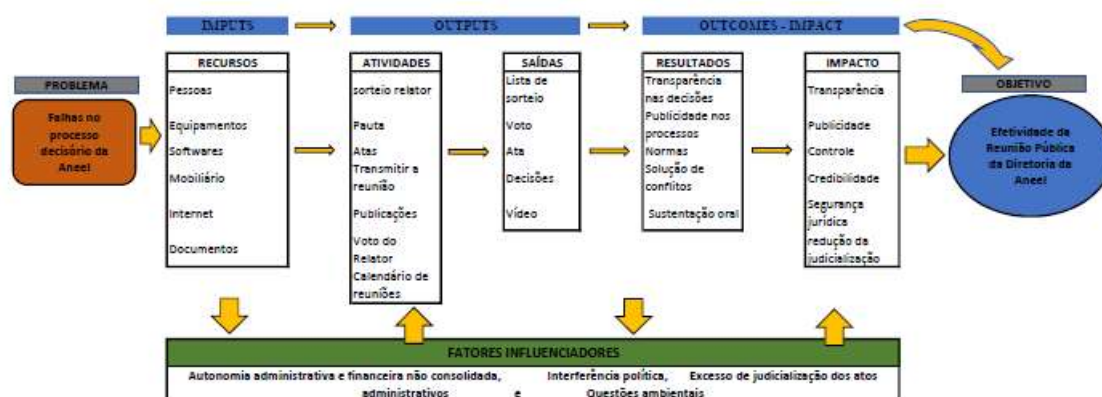 IMPUTS
OUTPUTS
OUTCOMES - IMPACT
PROBLEMA
Falhas no
processo
decisório da
Aneel
RECURSOS
Pessoas
Equipamentos
Softwares
Mobiliário
Internet
Documentos
ATIVIDADES
sorteio relator
Pauta
Atas
Transmitir a
reunião
Publicações
Voto do
Relator
Calendário de
reuniões
SAÍDAS
Lista de
sorteio
Voto
Ata
Decisões
Vídeo
RESULTADOS
Transparência
nas decisões
Publicidade nos
processos
Normas
Solução de
conflitos
Sustentação oral
IMPACTO
Transparência
Publicidade
Controle
Credibilidade
Segurança
jurídica
redução da
judicialização
OBJETIVO
Efetividade da
Reunião Pública
da Diretoria da
Aneel
FATORES INFLUENCIADORES
Autonomia administrativa e financeira não consolidada, Interferência política, Excesso de judicialização dos atos
administrativos e Questões ambientais